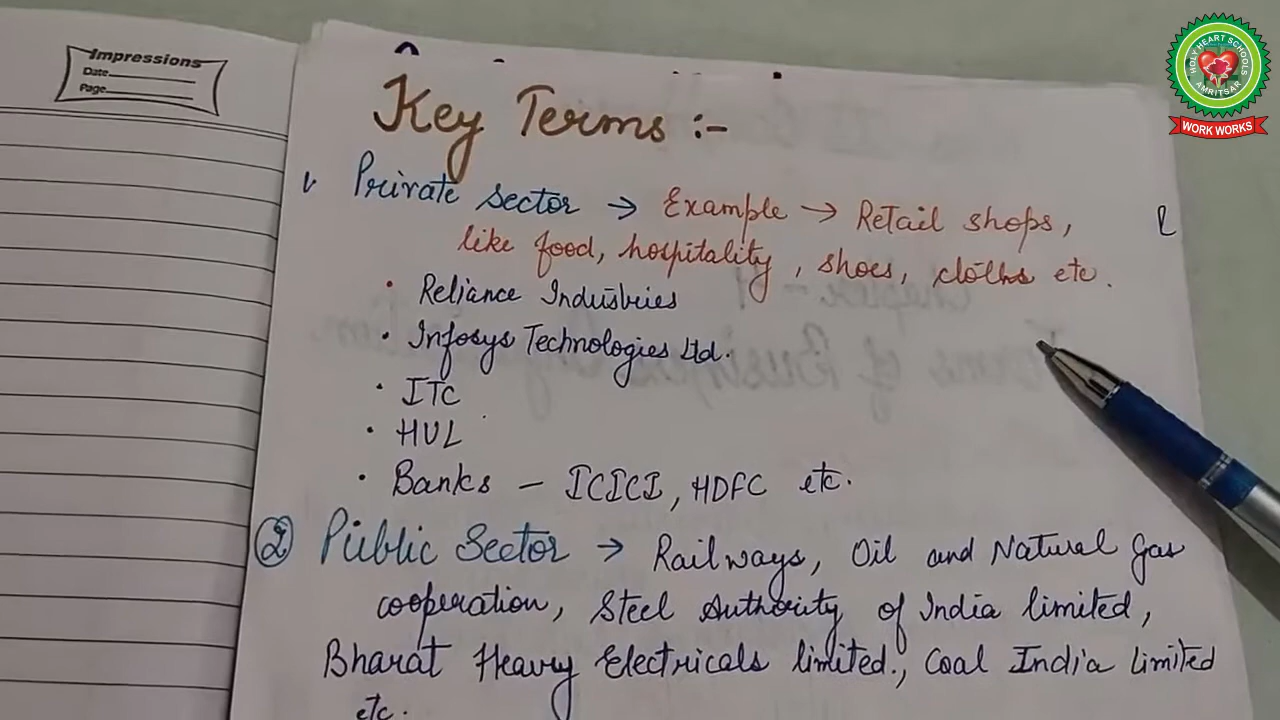 Impressions
Date
Page
HOLY HEART SCHOOLS
AMRITSAR
WORK WORKS
Key Terms :-
Private sector → Example → Retail shops,
like food, hospitality, shoes, cloths etc.
• Reliance Industries
• Infosys Technologies Ltd.
• ITC
• HUL
• Banks - ICICI, HDFC etc.
② Public Sector → Railways, Oil and Natural gas
cooperation, Steel Authority of India limited,
Bharat Heavy Electricals limited., Coal India Limited
etc.